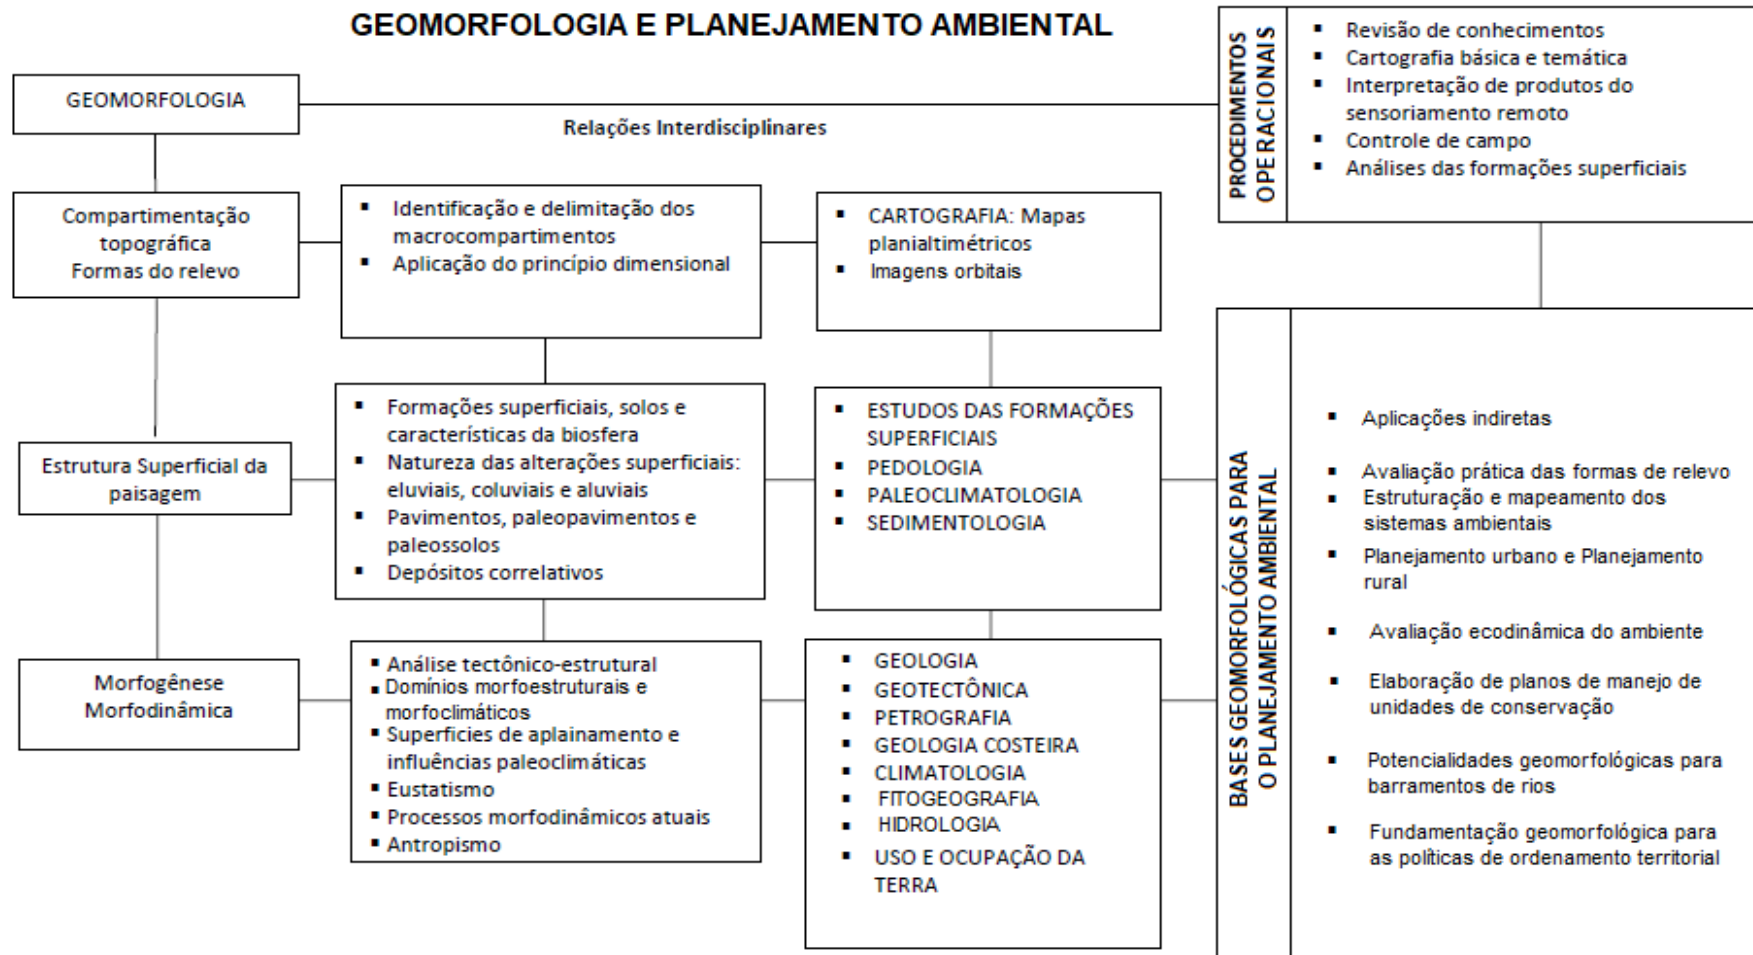 GEOMORFOLOGIA E PLANEJAMENTO AMBIENTAL
GEOMORFOLOGIA
Relações Interdisciplinares
PROCEDIMENTOS
OPERACIONAIS
▪ Revisão de conhecimentos
▪ Cartografia básica e temática
▪ Interpretação de produtos do
sensoriamento remoto
▪ Controle de campo
▪ Análises das formações superficiais
Compartimentação
topográfica
Formas do relevo
▪ Identificação e delimitação dos
macrocompartimentos
▪ Aplicação do princípio dimensional
▪ CARTOGRAFIA: Mapas
planialtimétricos
▪ Imagens orbitais
Estrutura Superficial da
paisagem
▪ Formações superficiais, solos e
características da biosfera
▪ Natureza das alterações superficiais:
eluviais, coluviais e aluviais
▪ Pavimentos, paleopavimentos e
paleossolos
▪ Depósitos correlativos
▪ ESTUDOS DAS FORMAÇÕES
SUPERFICIAIS
▪ PEDOLOGIA
▪ PALEOCLIMATOLOGIA
▪ SEDIMENTOLOGIA
Morfogênese
Morfodinâmica
▪ Análise tectônico-estrutural
▪ Domínios morfoestruturais e
morfoclimáticos
▪ Superficies de aplainamento e
influências paleoclimáticas
▪ Eustatismo
▪ Processos morfodinâmicos atuais
▪ Antropismo
▪ GEOLOGIA
▪ GEOTECTÔNICA
▪ PETROGRAFIA
▪ GEOLOGIA COSTEIRA
▪ CLIMATOLOGIA
▪ FITOGEOGRAFIA
▪ HIDROLOGIA
▪ USO E OCUPAÇÃO DA
TERRA
BASES GEOMORFOLÓGICAS PARA
O PLANEJAMENTO AMBIENTAL
▪ Aplicações indiretas
▪ Avaliação prática das formas de relevo
▪ Estruturação e mapeamento dos
sistemas ambientais
▪ Planejamento urbano e Planejamento
rural
▪ Avaliação ecodinâmica do ambiente
▪ Elaboração de planos de manejo de
unidades de conservação
▪ Potencialidades geomorfológicas para
barramentos de rios
▪ Fundamentação geomorfológica para
as políticas de ordenamento territorial